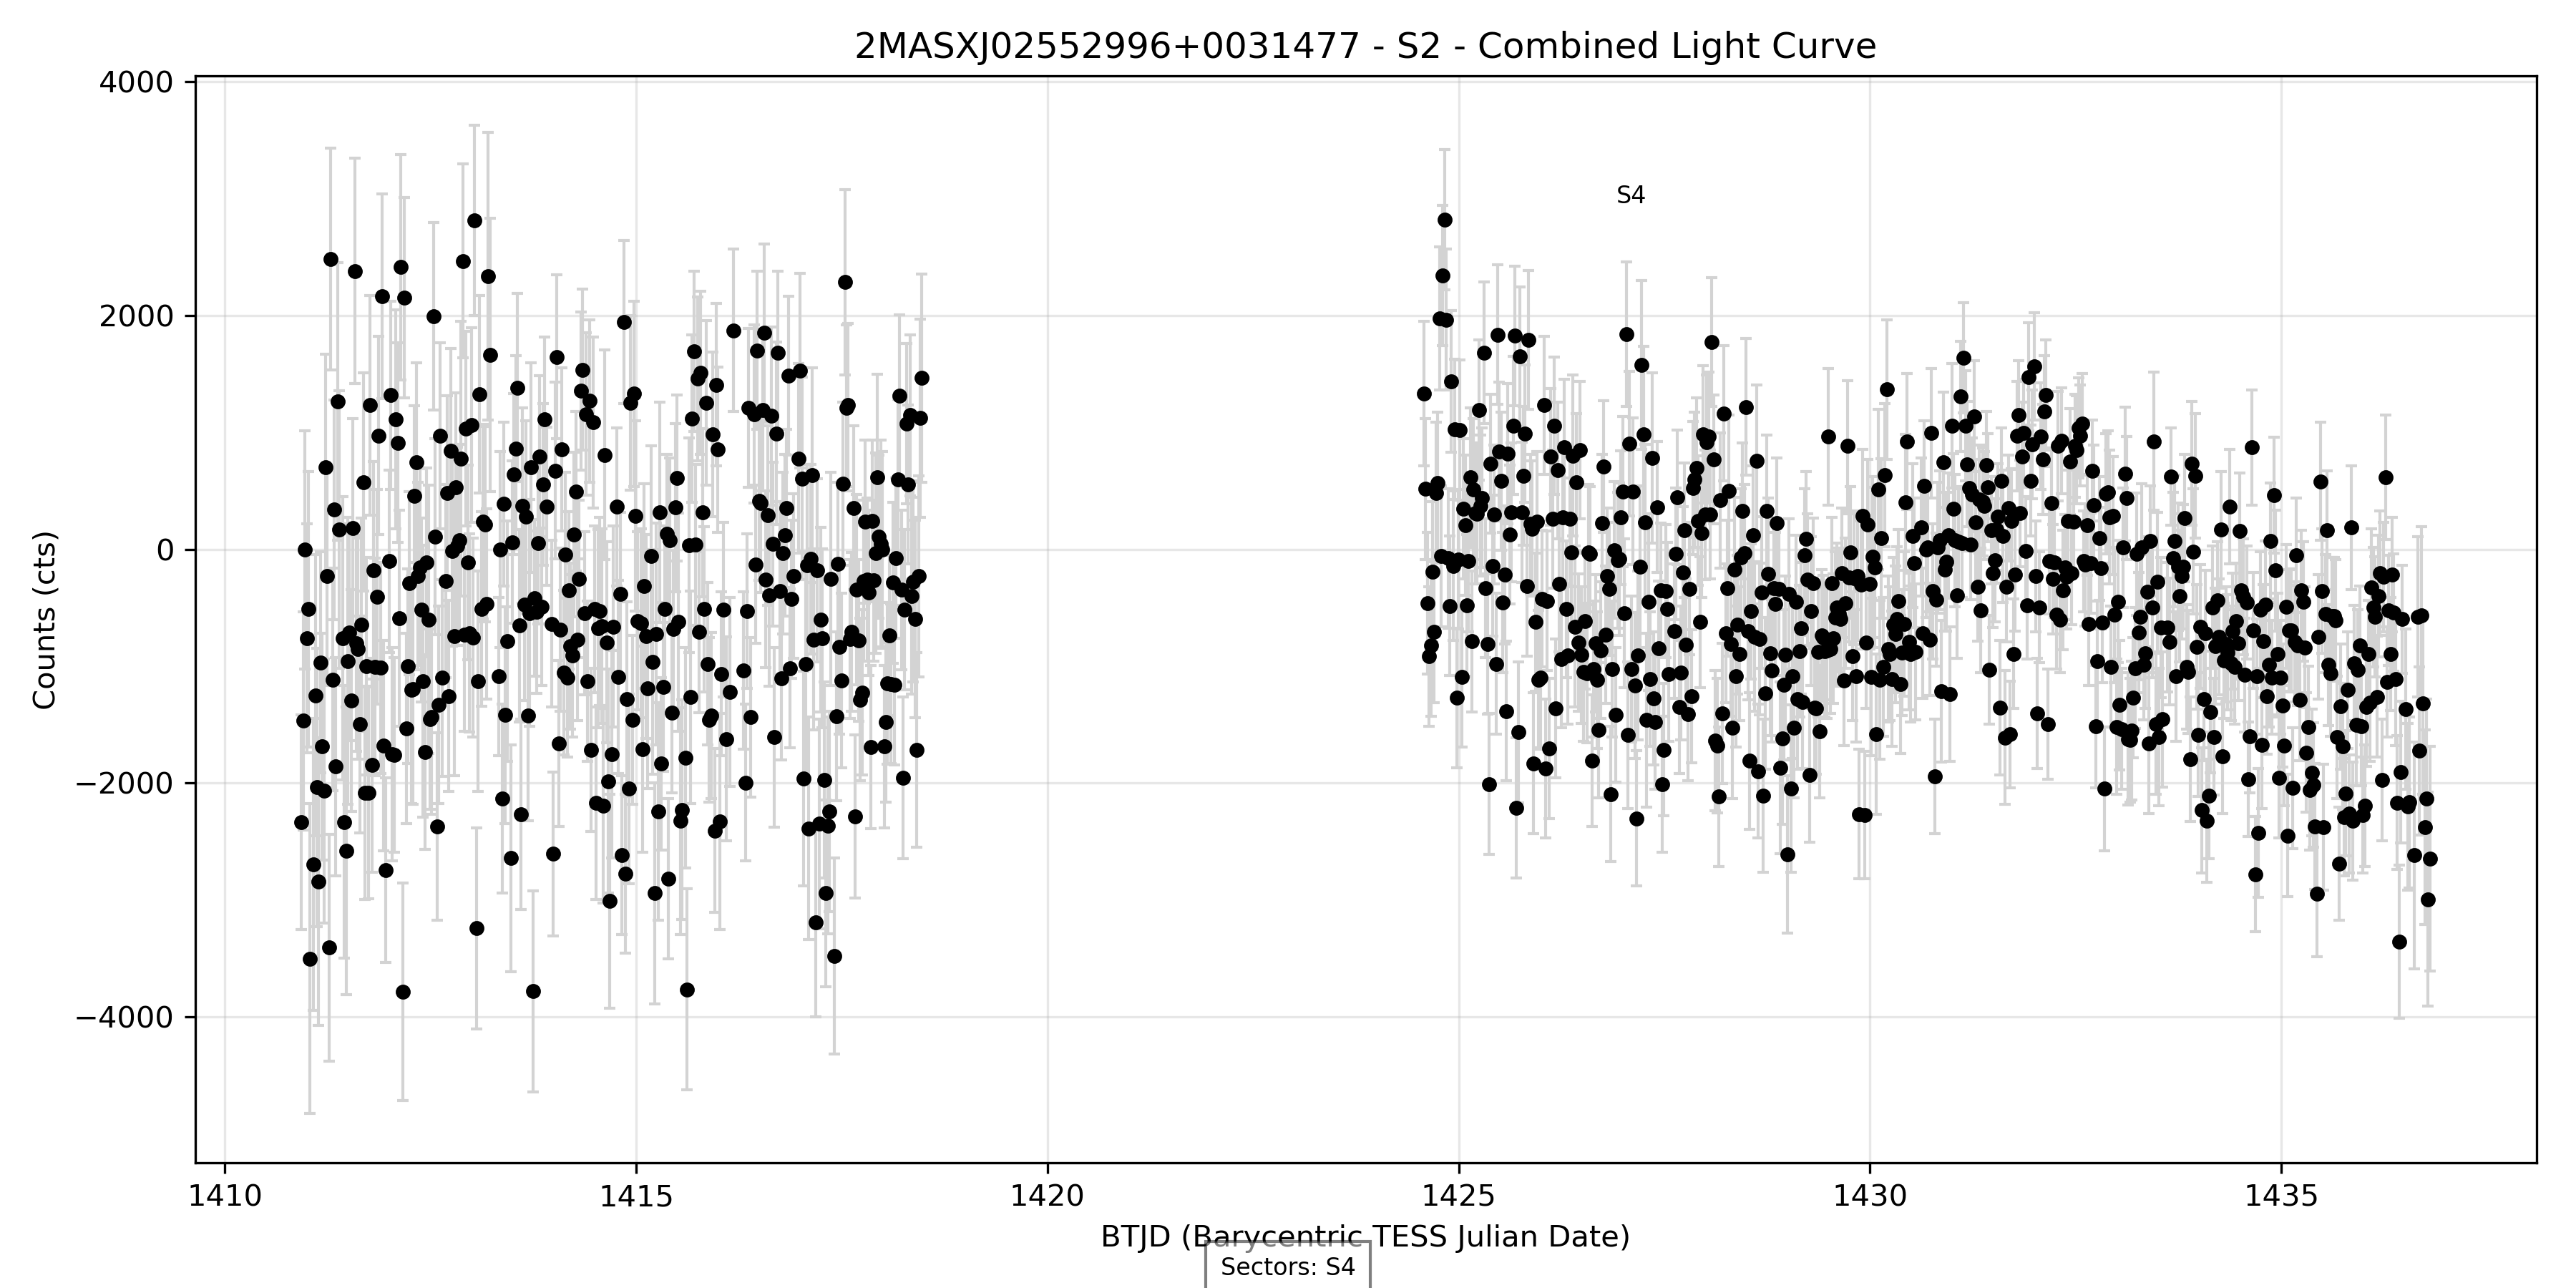 2MASXJ02552996+0031477 - S2 - Combined Light Curve
4000
2000
0
−2000
−4000
Counts (cts)
S4
1410
1415
1420
1425
1430
1435
BTJD (Barycentric TESS Julian Date)
Sectors: S4